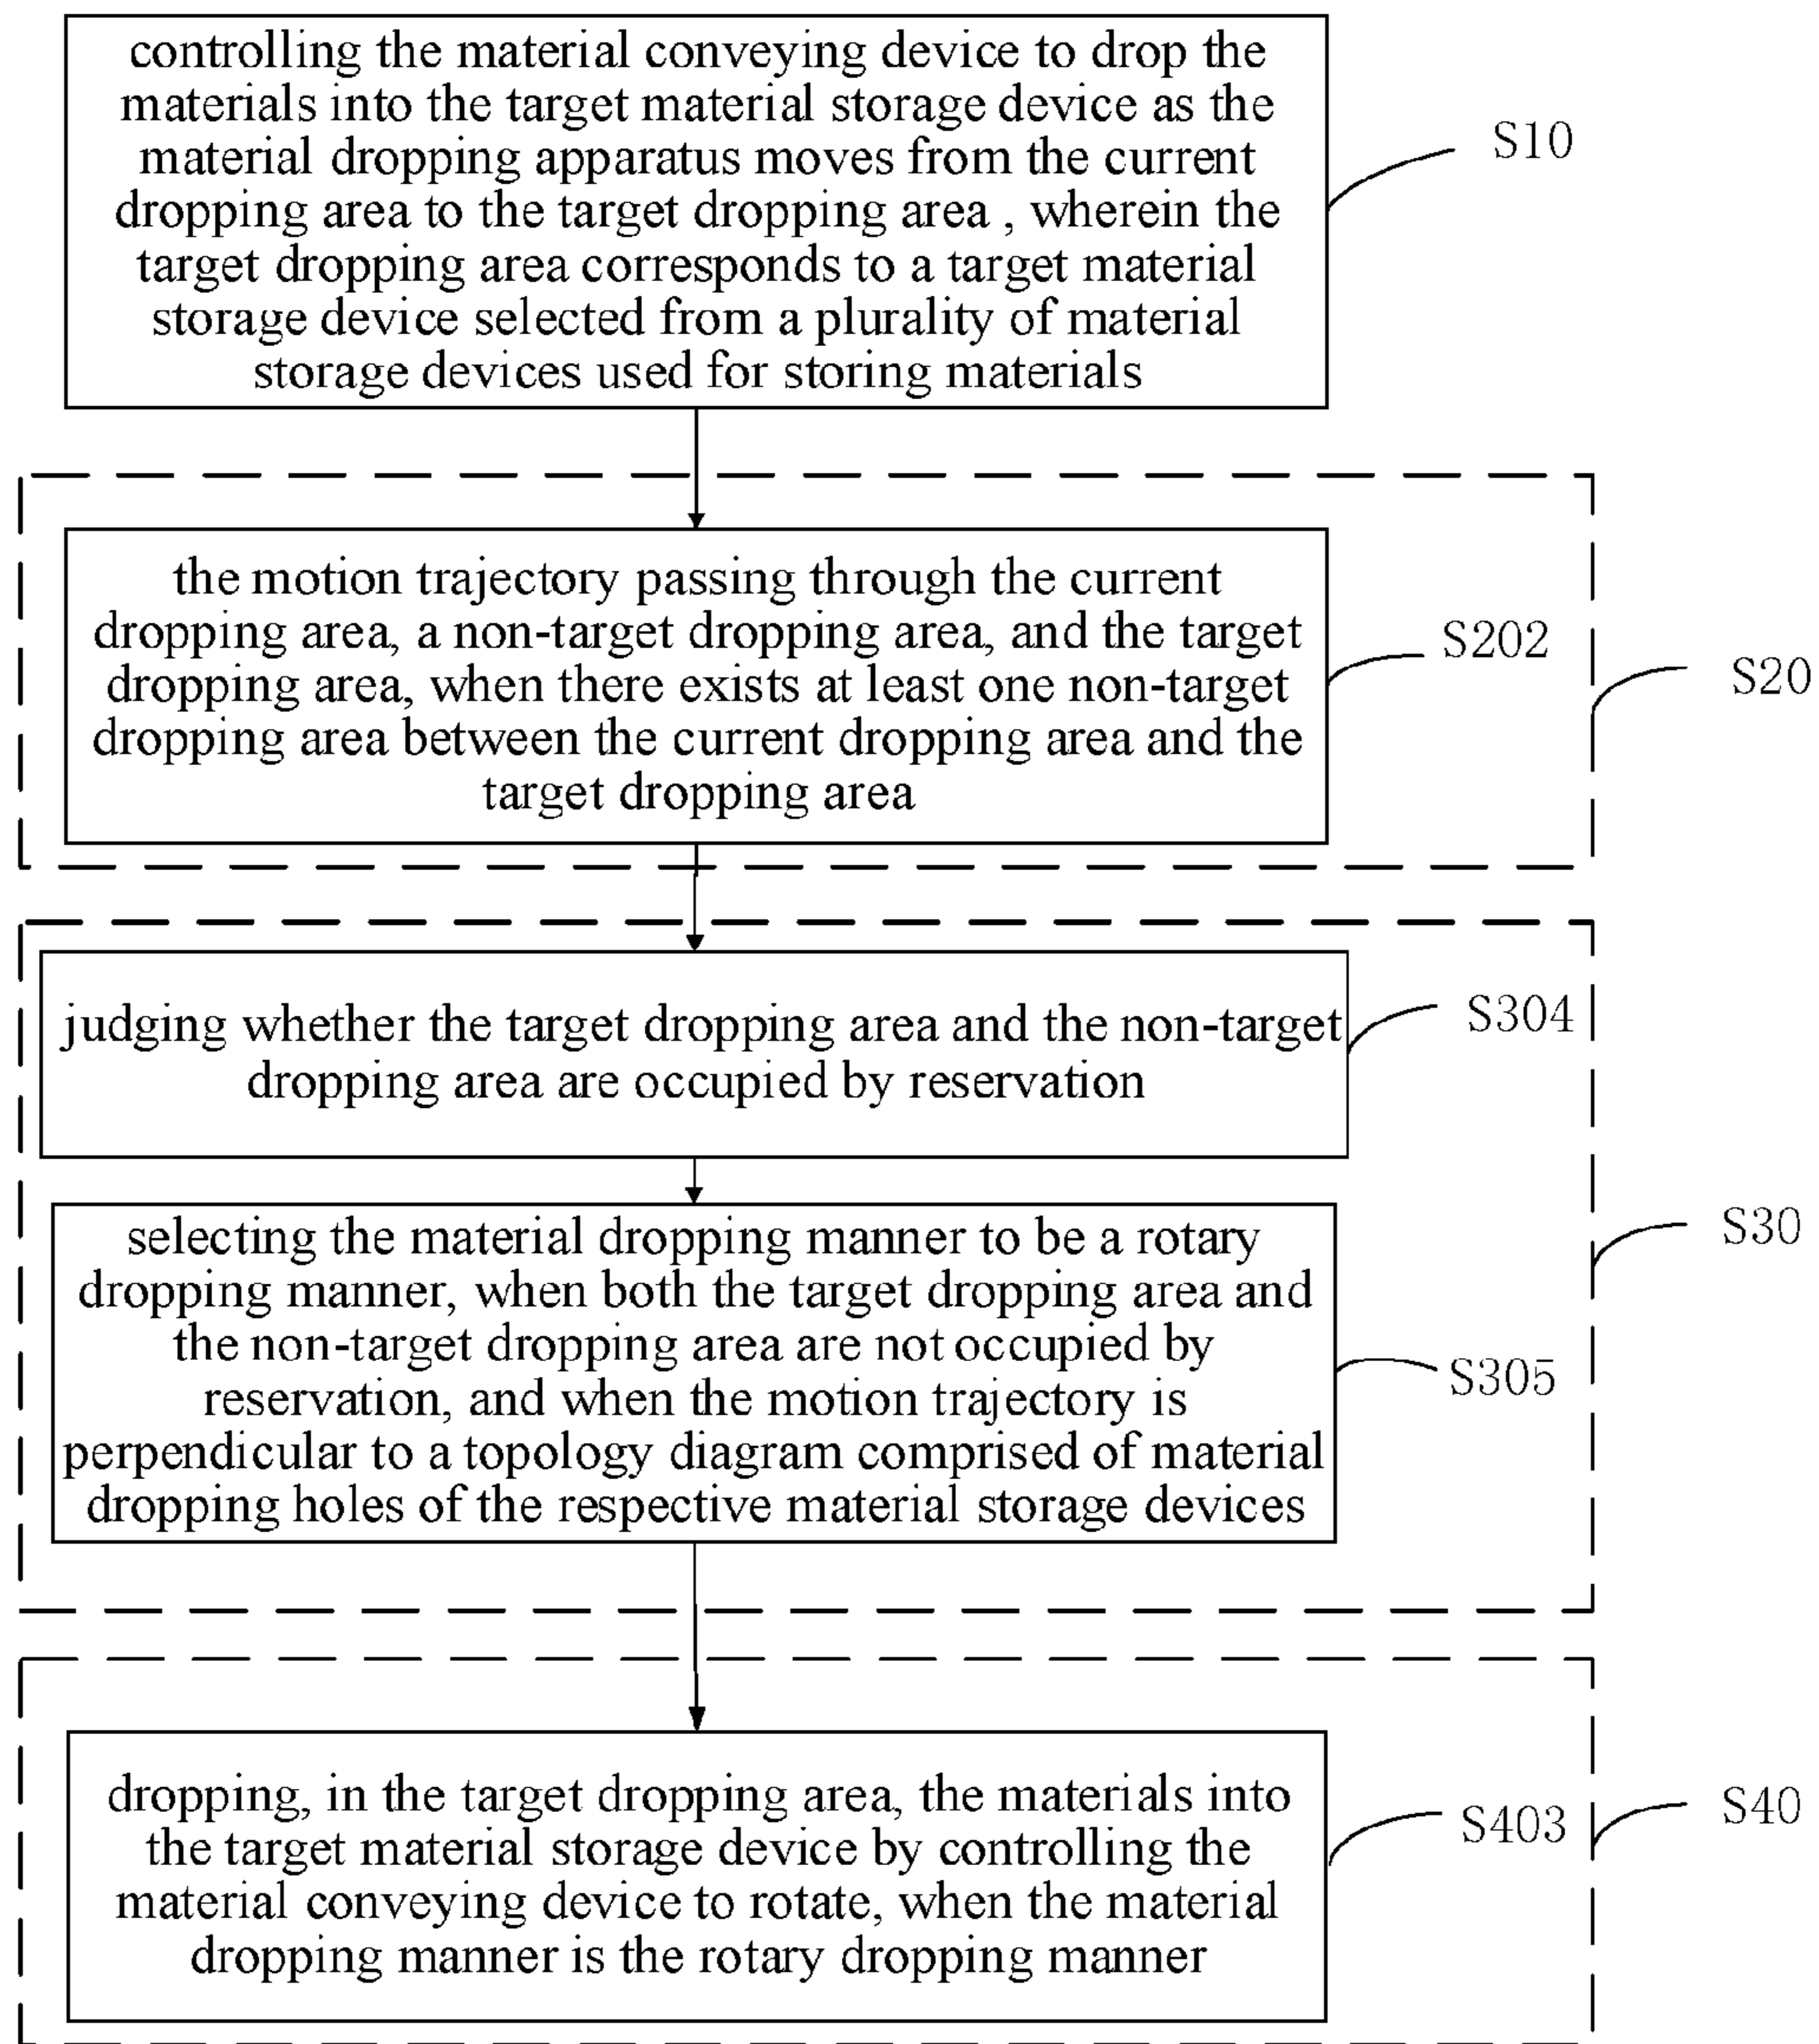 controlling the material conveying device to drop the
materials into the target material storage device as the
material dropping apparatus moves from the current
dropping area to the target dropping area , wherein the
target dropping area corresponds to a target material
storage device selected from a plurality of material
storage devices used for storing materials
S10
the motion trajectory passing through the current
dropping area, a non-target dropping area, and the target
dropping area, when there exists at least one non-target
dropping area between the current dropping area and the
target dropping area
S202
S20
judging whether the target dropping area and the non-target
dropping area are occupied by reservation
S304
selecting the material dropping manner to be a rotary
dropping manner, when both the target dropping area and
the non-target dropping area are not occupied by
reservation, and when the motion trajectory is
perpendicular to a topology diagram comprised of material
dropping holes of the respective material storage devices
S305
S30
dropping, in the target dropping area, the materials into
the target material storage device by controlling the
material conveying device to rotate, when the material
dropping manner is the rotary dropping manner
S403
S40